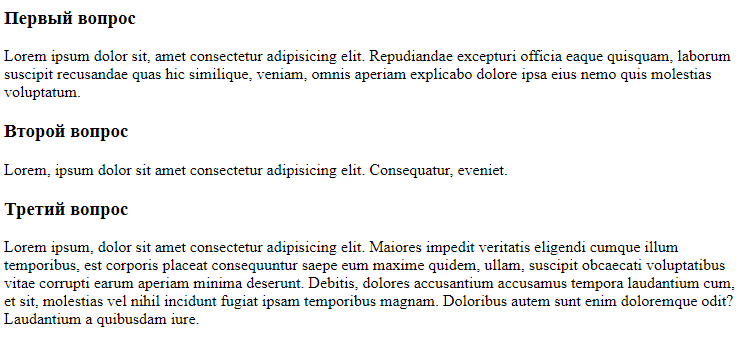 Первый вопрос
Lorem ipsum dolor sit, amet consectetur adipisicing elit. Repudiandae excepturi officia eaque quisquam, laborum
suscipit recusandae quas hic similique, veniam, omnis aperiam explicabo dolore ipsa eius nemo quis molestias
voluptatum.
Второй вопрос
Lorem, ipsum dolor sit amet consectetur adipisicing elit. Consequatur, eveniet.
Третий вопрос
Lorem ipsum, dolor sit amet consectetur adipisicing elit. Maiores impedit veritatis eligendi cumque illum
temporibus, est corporis placeat consequuntur saepe eum maxime quidem, ullam, suscipit obcaecati voluptatibus
vitae corrupti earum aperiam minima deserunt. Debitis, dolores accusantium accusamus tempora laudantium cum,
et sit, molestias vel nihil incidunt fugiat ipsam temporibus magnam. Doloribus autem sunt enim doloremque odit?
Laudantium a quibusdam iure.